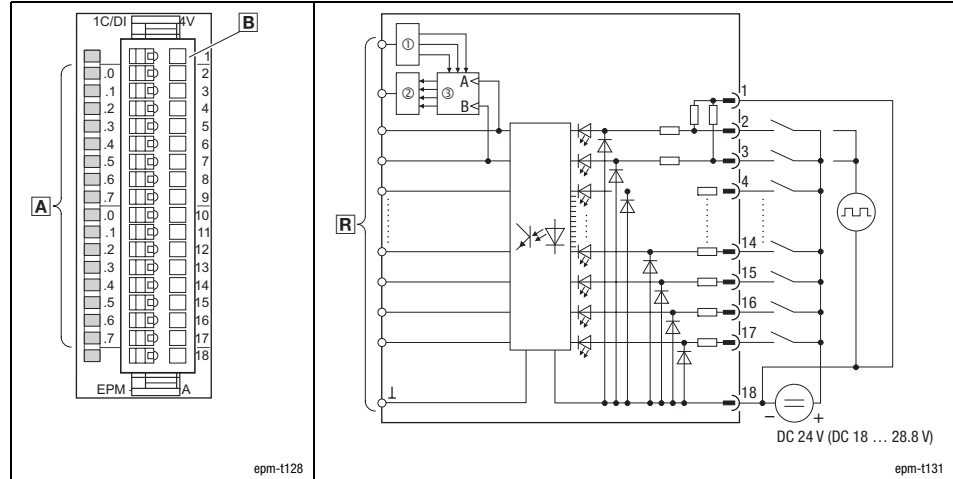 1C/DI 4V
B
1
.0 2
.1 3
.2 4
.3 5
.4 6
.5 7
.6 8
.7 9
.0 10
.1 11
.2 12
.3 13
.4 14
.5 15
.6 16
.7 17
18
A
EPM - A
epm-t128
①
②
③
A
B
R
1
2
3
4
14
15
16
17
18
⊥
− = +
DC 24 V (DC 18 … 28.8 V)
epm-t131